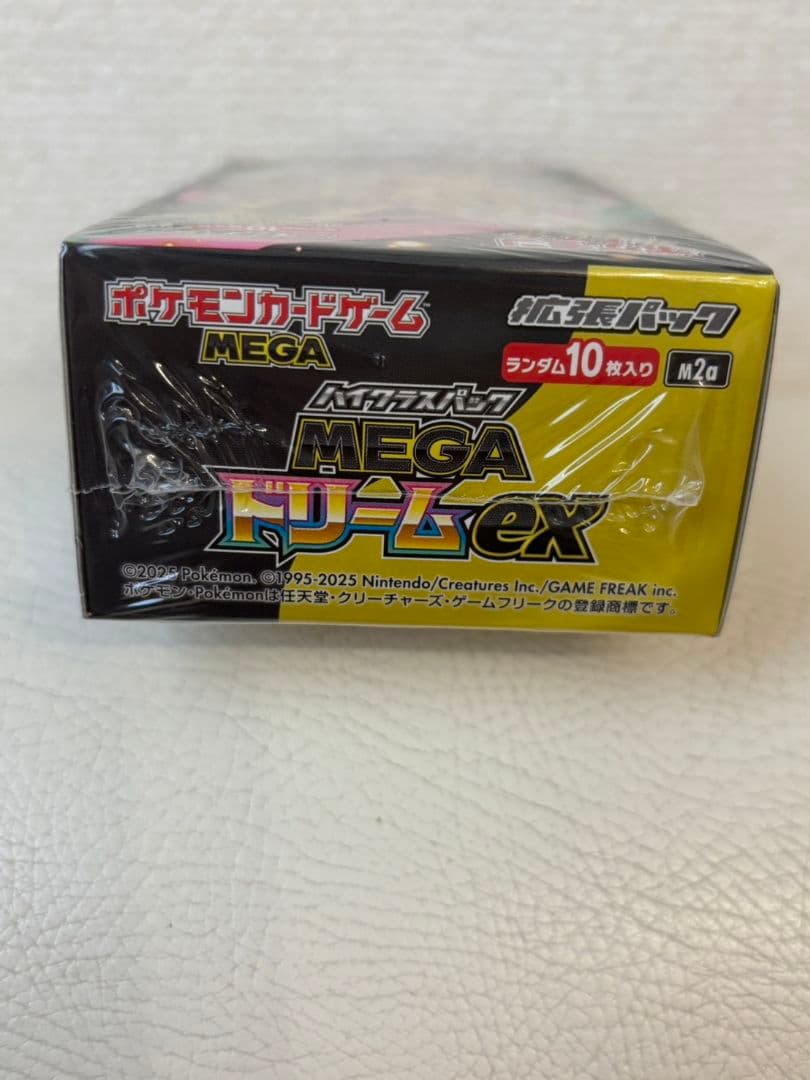 ポケモンカードゲーム™
MEGA
拡張パック
ランダム10枚入り
M2a
ハイクラスパック
MEGA
ドリームex
©2025 Pokémon. ©1995-2025 Nintendo/Creatures Inc./GAME FREAK inc.
ポケモン・Pokémonは任天堂・クリーチャーズ・ゲームフリークの登録商標です。